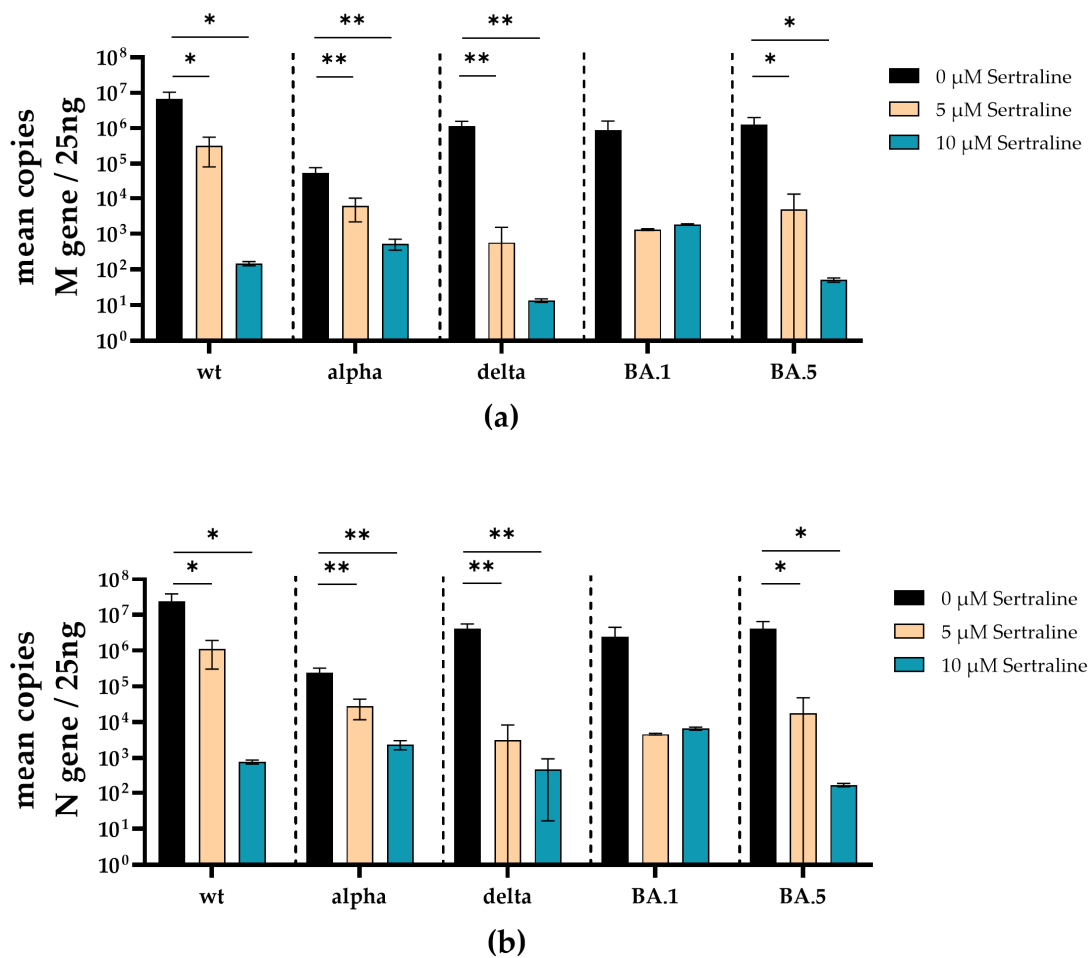 * ** ** *
* ** ** *
mean copies
M gene / 25ng
10⁸
10⁷
10⁶
10⁵
10⁴
10³
10²
10¹
10⁰
wt alpha delta BA.1 BA.5
0 µM Sertraline
5 µM Sertraline
10 µM Sertraline
(a)
* ** ** *
* ** ** *
mean copies
N gene / 25ng
10⁸
10⁷
10⁶
10⁵
10⁴
10³
10²
10¹
10⁰
wt alpha delta BA.1 BA.5
0 µM Sertraline
5 µM Sertraline
10 µM Sertraline
(b)